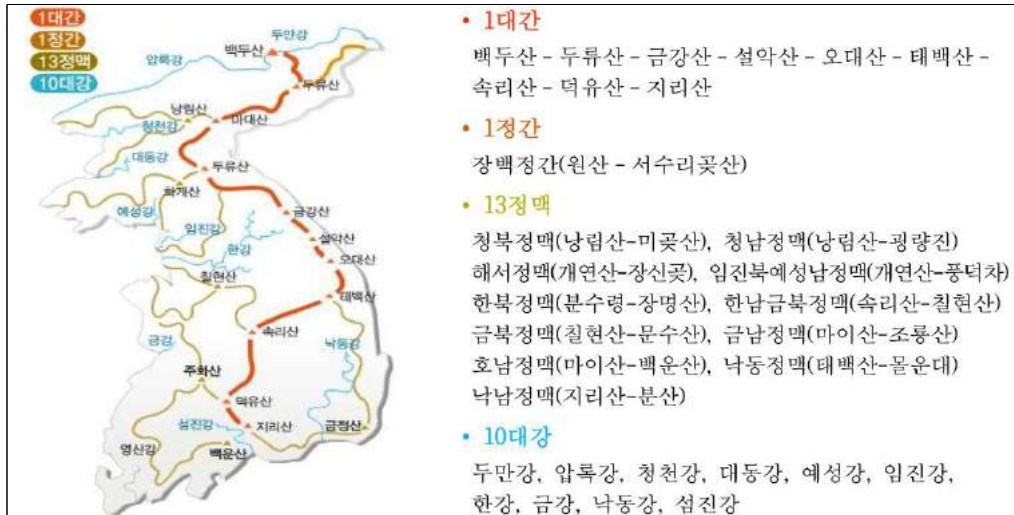 1대간
1정간
13정맥
10대강
백두산
두만강
압록강
두류산
낭림산
마대산
청천강
대동강
두류산
화개산
예성강
금강산
임진강
설악산
한강
오대산
칠현산
태백산
속리산
금강
낙동강
주화산
덕유산
섬진강
지리산
금정산
영산강
백운산
• 1대간
백두산 - 두류산 - 금강산 - 설악산 - 오대산 - 태백산 -
속리산 - 덕유산 - 지리산
• 1정간
장백정간(원산 - 서수리곶산)
• 13정맥
청북정맥(낭림산-미곶산), 청남정맥(낭림산-광량진)
해서정맥(개연산-장신곶), 임진북예성남정맥(개연산-풍덕차)
한북정맥(분수령-장명산), 한남금북정맥(속리산-칠현산)
금북정맥(칠현산-문수산), 금남정맥(마이산-조룡산)
호남정맥(마이산-백운산), 낙동정맥(태백산-몰운대)
낙남정맥(지리산-분산)
• 10대강
두만강, 압록강, 청천강, 대동강, 예성강, 임진강,
한강, 금강, 낙동강, 섬진강